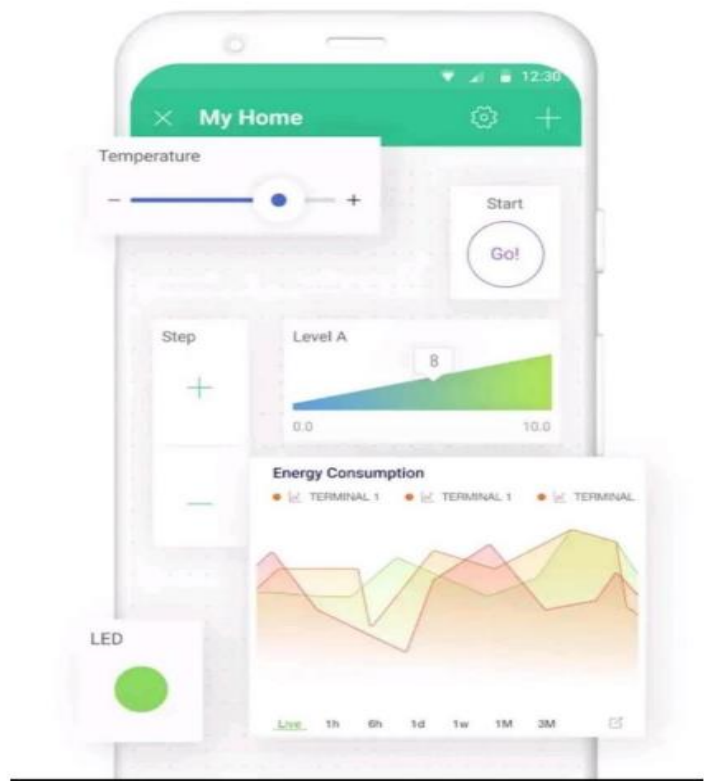 12:30
My Home
Temperature
Start
Go!
Step
Level A
8
0.0 10.0
Energy Consumption
TERMINAL 1 TERMINAL 1 TERMINAL
LED
Live 1h 6h 1d 1w 1M 3M